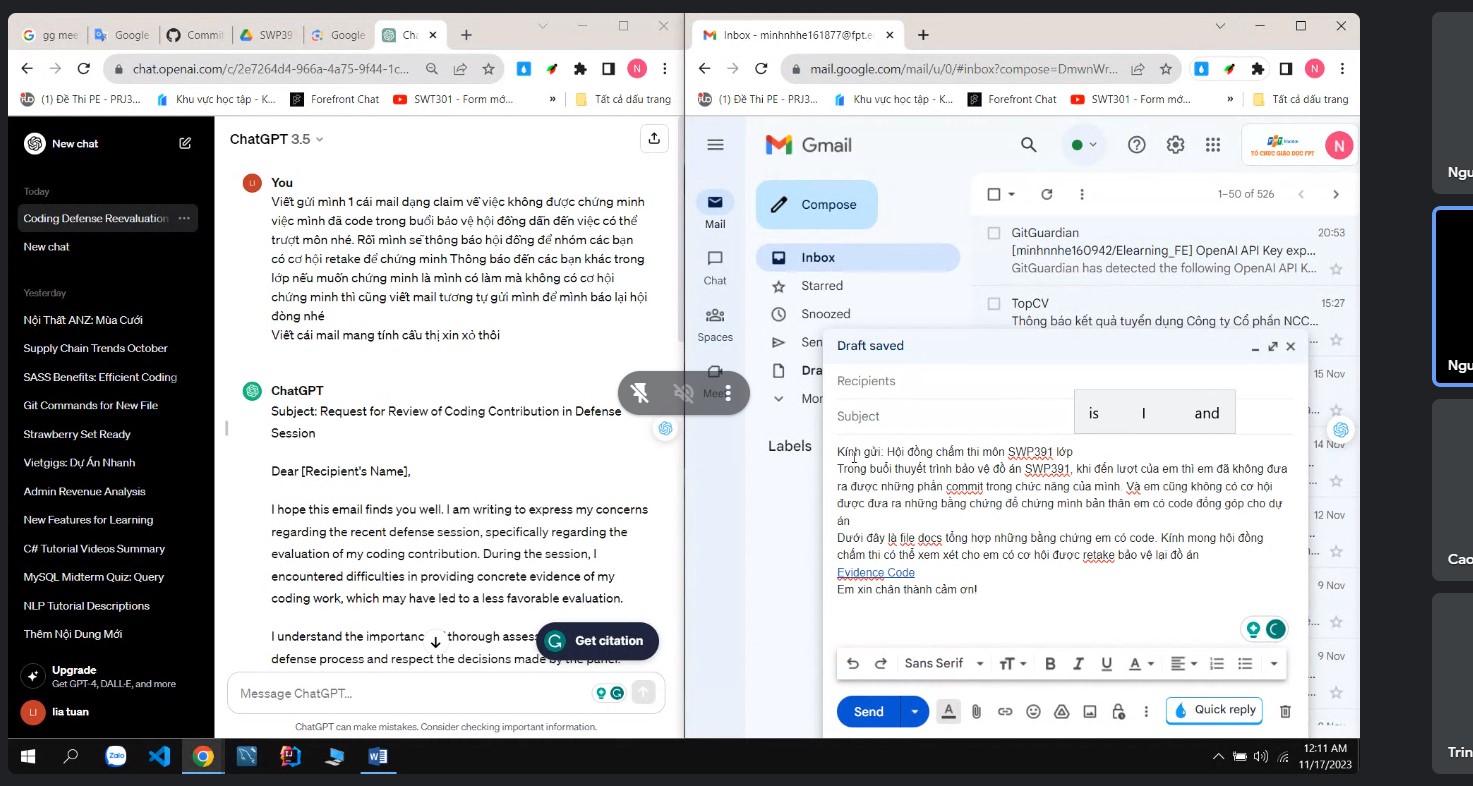 gg mee
Google
Commi
SWP39
Google
Ch
chat.openai.com/c/2e7264d4-966a-4a75-9f44-1c...
N
(1) Đề Thi PE - PRJ3...
Khu vực học tập - K...
Forefront Chat
SWT301 - Form mớ...
»
Tất cả dấu trang
New chat
Today
Coding Defense Reevaluation
New chat
Yesterday
Nội Thất ANZ: Mùa Cưới
Supply Chain Trends October
SASS Benefits: Efficient Coding
Git Commands for New File
Strawberry Set Ready
Vietgigs: Dự Án Nhanh
Admin Revenue Analysis
New Features for Learning
C# Tutorial Videos Summary
MySQL Midterm Quiz: Query
NLP Tutorial Descriptions
Thêm Nội Dung Mới
Upgrade
Get GPT-4, DALL·E, and more
LI
lia tuan
ChatGPT 3.5
LI
You
Viết gửi mình 1 cái mail dạng claim về việc không được chứng minh
việc mình đã code trong buổi bảo vệ hội đồng dẫn đến việc có thể
trượt môn nhé. Rồi mình sẽ thông báo hội đồng để nhóm các bạn
có cơ hội retake để chứng minh Thông báo đến các bạn khác trong
lớp nếu muốn chứng minh là mình có làm mà không có cơ hội
chứng minh thì cũng viết mail tương tự gửi mình để mình báo lại hội
đòng nhé
Viết cái mail mang tính cầu thị xin xỏ thôi
ChatGPT
Subject: Request for Review of Coding Contribution in Defense
Session
Dear [Recipient's Name],
I hope this email finds you well. I am writing to express my concerns
regarding the recent defense session, specifically regarding the
evaluation of my coding contribution. During the session, I
encountered difficulties in providing concrete evidence of my
coding work, which may have led to a less favorable evaluation.
I understand the importanc thorough assess
defense process and respect the decisions made by the panel.
Get citation
Message ChatGPT...
ChatGPT can make mistakes. Consider checking important information.
Inbox - minhnhhe161877@fpt.e
mail.google.com/mail/u/0/#inbox?compose=DmwnWr...
N
(1) Đề Thi PE - PRJ3...
Khu vực học tập - K...
Forefront Chat
SWT301 - Form mớ...
»
Tất cả dấu trang
Gmail
TỔ CHỨC GIÁO DỤC FPT
N
Mail
Chat
Spaces
Meet
Compose
Inbox
Starred
Snoozed
Sen
Dra
Mor
Labels
1–50 of 526
GitGuardian
20:53
[minhnnhe160942/Elearning_FE] OpenAI API Key exp...
GitGuardian has detected the following OpenAI API K...
TopCV
15:27
Thông báo kết quả tuyển dụng Công ty Cổ phần NCC...
15 Nov
14 Nov
12 Nov
9 Nov
9 Nov
Draft saved
Recipients
Subject
is I and
Kính gửi: Hội đồng chấm thi môn SWP391 lớp
Trong buổi thuyết trình bảo vệ đồ án SWP391, khi đến lượt của em thì em đã không đưa
ra được những phần commit trong chức năng của mình. Và em cũng không có cơ hội
được đưa ra những bằng chứng để chứng minh bản thân em có code đóng góp cho dự
án
Dưới đây là file docs tổng hợp những bằng chứng em có code. Kính mong hội đồng
chấm thi có thể xem xét cho em có cơ hội được retake bảo vệ lại đồ án
Evidence Code
Em xin chân thành cảm ơn!
Sans Serif
B I U A
Send
Quick reply
Zalo
12:11 AM
11/17/2023
Ngu
Ngu
Cao
Trin